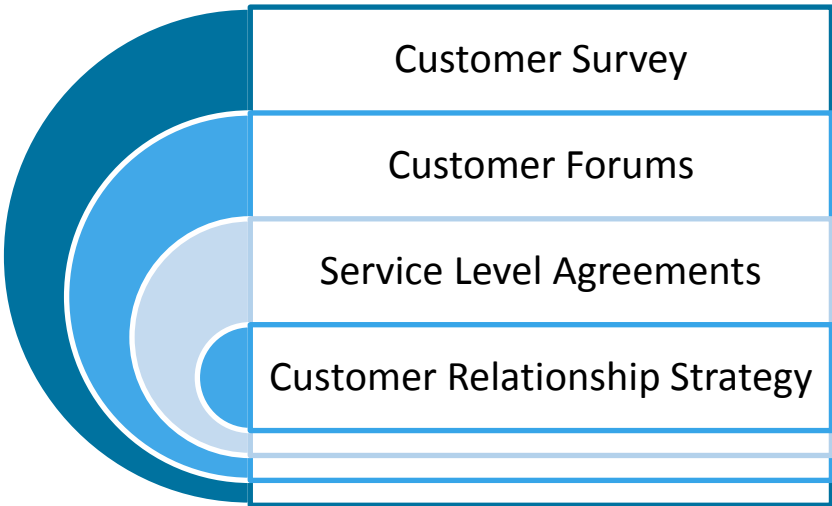 Customer Survey
Customer Forums
Service Level Agreements
Customer Relationship Strategy